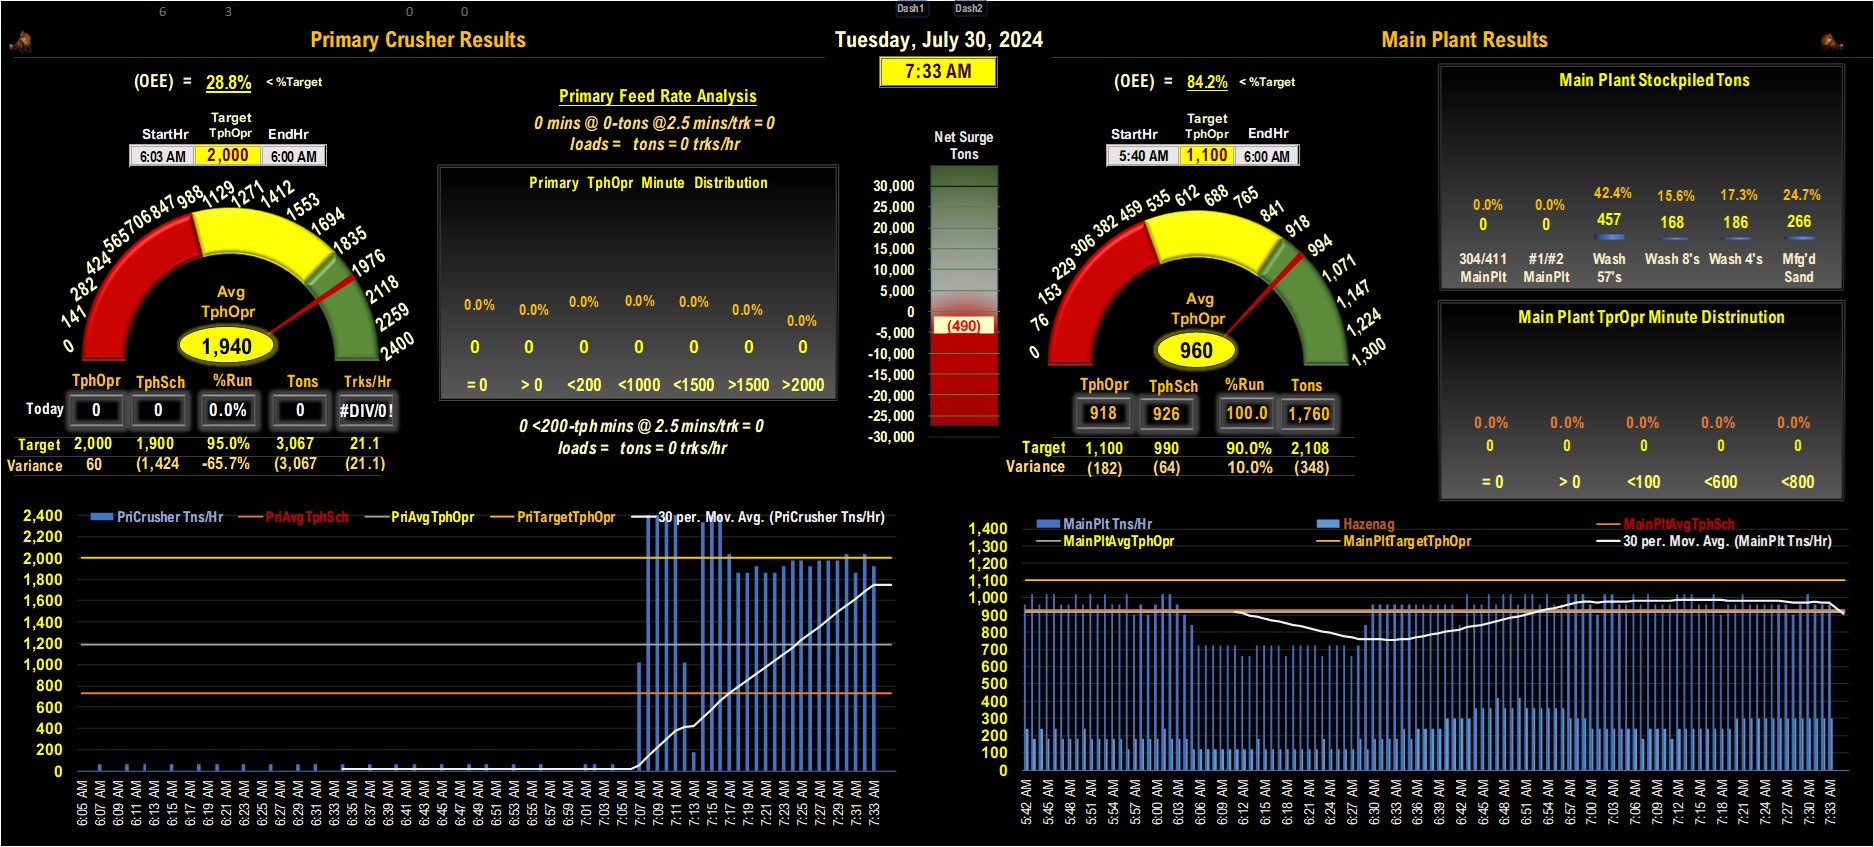 6 3 0 0 Dash1 Dash2
Primary Crusher Results
Tuesday, July 30, 2024
Main Plant Results
7:33 AM
(OEE) = 28.8% < %Target
Target
StartHr TphOpr EndHr
6:03 AM 2,000 6:00 AM
0 141 282 424 565 706 847 988 1129 1271 1412 1553 1694 1835 1976 2118 2259 2400
Avg
TphOpr
1,940
TphOpr TphSch %Run Tons Trks/Hr
Today 0 0 0.0% 0 #DIV/0!
Target 2,000 1,900 95.0% 3,067 21.1
Variance 60 (1,424 -65.7% (3,067 (21.1)
Primary Feed Rate Analysis
0 mins @ 0-tons @2.5 mins/trk = 0
loads = tons = 0 trks/hr
Primary TphOpr Minute Distribution
0.0% 0.0% 0.0% 0.0% 0.0% 0.0% 0.0%
0 0 0 0 0 0 0
= 0 > 0 <200 <1000 <1500 >1500 >2000
0 <200-tph mins @ 2.5 mins/trk = 0
loads = tons = 0 trks/hr
Net Surge
Tons
30,000
25,000
20,000
15,000
10,000
5,000
0
(490)
-5,000
-10,000
-15,000
-20,000
-25,000
-30,000
(OEE) = 84.2% < %Target
Target
StartHr TphOpr EndHr
5:40 AM 1,100 6:00 AM
0 76 153 229 306 382 459 535 612 688 765 841 918 994 1,071 1,147 1,224 1,300
Avg
TphOpr
960
TphOpr TphSch %Run Tons
918 926 100.0 1,760
Target 1,100 990 90.0% 2,108
Variance (182) (64) 10.0% (348)
Main Plant Stockpiled Tons
0.0% 0.0% 42.4% 15.6% 17.3% 24.7%
0 0 457 168 186 266
304/411 #1/#2 Wash Wash 8's Wash 4's Mfg'd
MainPlt MainPlt 57's Sand
Main Plant TprOpr Minute Distrinution
0.0% 0.0% 0.0% 0.0% 0.0%
0 0 0 0 0
= 0 > 0 <100 <600 <800
PriCrusher Tns/Hr PriAvgTphSch PriAvgTphOpr PriTargetTphOpr 30 per. Mov. Avg. (PriCrusher Tns/Hr)
2,400
2,200
2,000
1,800
1,600
1,400
1,200
1,000
800
600
400
200
0
6:05 AM 6:07 AM 6:09 AM 6:11 AM 6:13 AM 6:15 AM 6:17 AM 6:19 AM 6:21 AM 6:23 AM 6:25 AM 6:27 AM 6:29 AM 6:31 AM 6:33 AM 6:35 AM 6:37 AM 6:39 AM 6:41 AM 6:43 AM 6:45 AM 6:47 AM 6:49 AM 6:51 AM 6:53 AM 6:55 AM 6:57 AM 6:59 AM 7:01 AM 7:03 AM 7:05 AM 7:07 AM 7:09 AM 7:11 AM 7:13 AM 7:15 AM 7:17 AM 7:19 AM 7:21 AM 7:23 AM 7:25 AM 7:27 AM 7:29 AM 7:31 AM 7:33 AM
MainPlt Tns/Hr Hazenag MainPltAvgTphSch
MainPltAvgTphOpr MainPltTargetTphOpr 30 per. Mov. Avg. (MainPlt Tns/Hr)
1,400
1,300
1,200
1,100
1,000
900
800
700
600
500
400
300
200
100
0
5:42 AM 5:45 AM 5:48 AM 5:51 AM 5:54 AM 5:57 AM 6:00 AM 6:03 AM 6:06 AM 6:09 AM 6:12 AM 6:15 AM 6:18 AM 6:21 AM 6:24 AM 6:27 AM 6:30 AM 6:33 AM 6:36 AM 6:39 AM 6:42 AM 6:45 AM 6:48 AM 6:51 AM 6:54 AM 6:57 AM 7:00 AM 7:03 AM 7:06 AM 7:09 AM 7:12 AM 7:15 AM 7:18 AM 7:21 AM 7:24 AM 7:27 AM 7:30 AM 7:33 AM